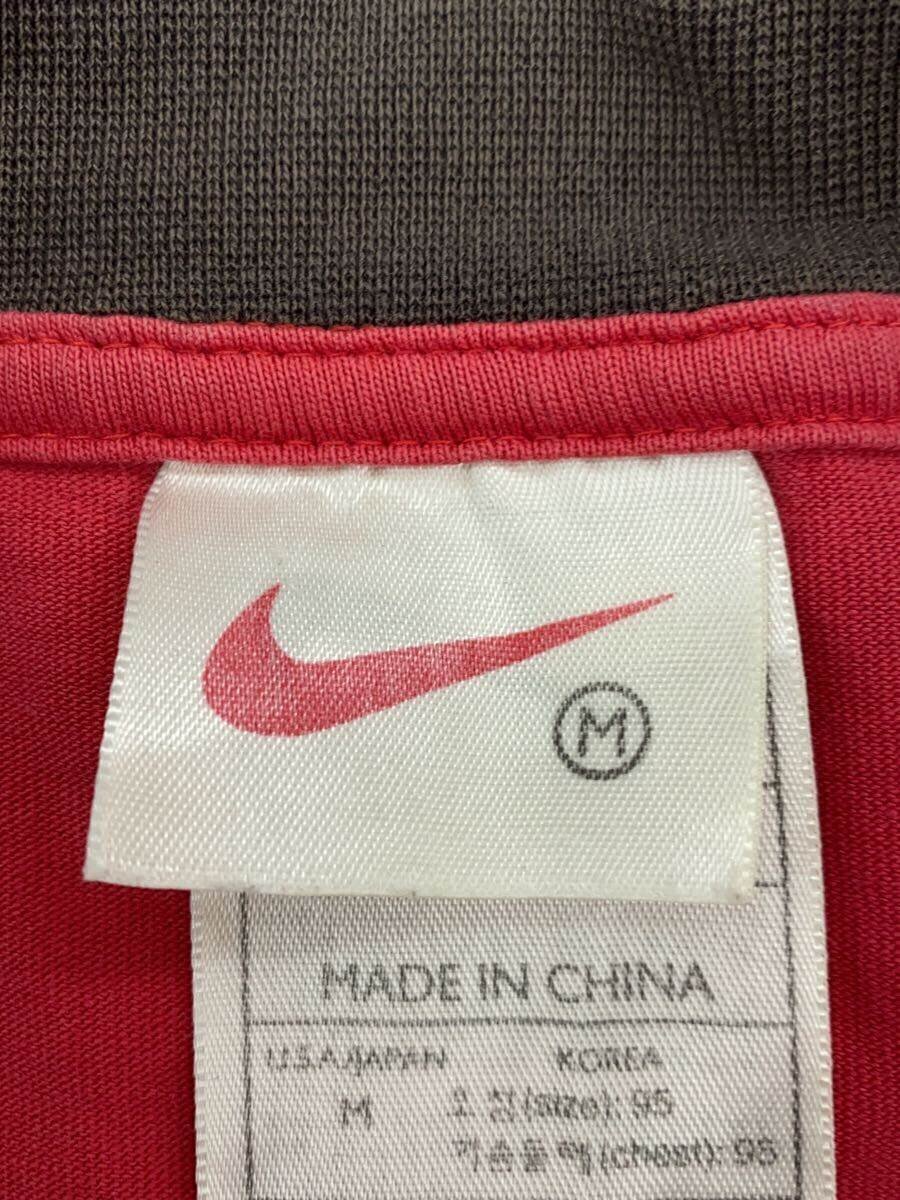 M
MADE IN CHINA
U.S.A./JAPAN KOREA
M 호칭(size): 95
가슴둘레(chest): 95